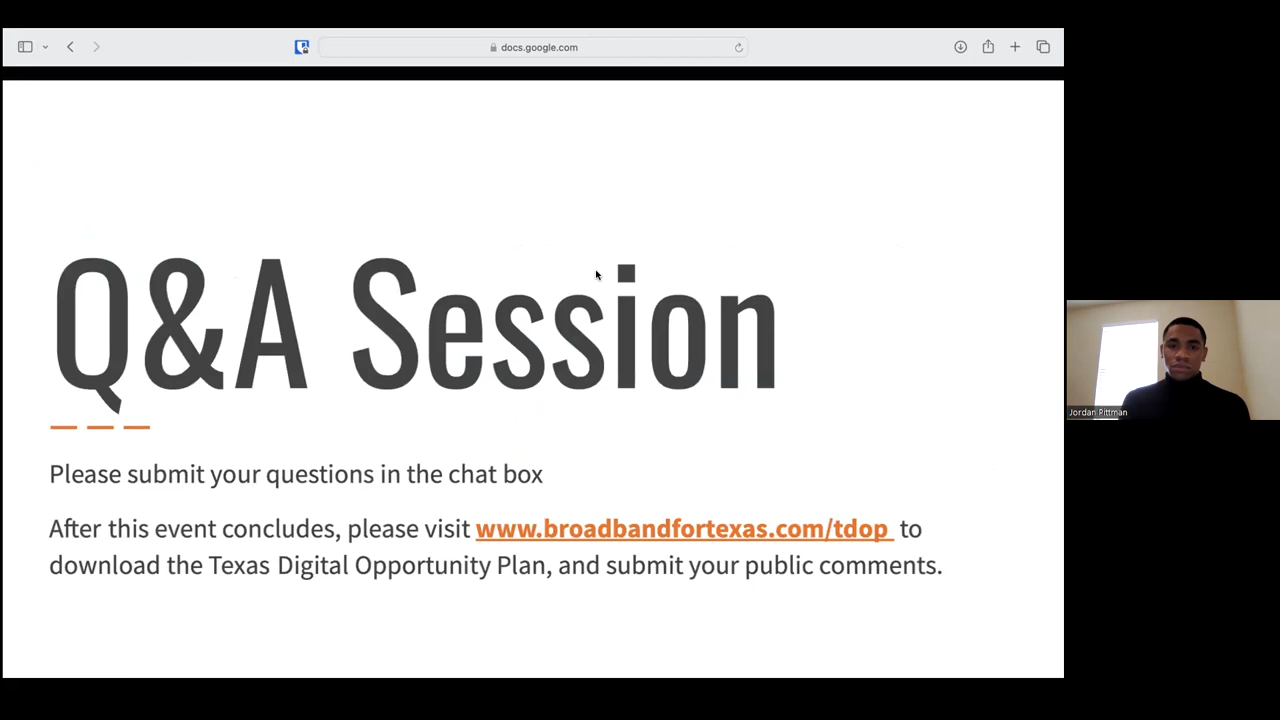 docs.google.com
Q&A Session
Please submit your questions in the chat box
After this event concludes, please visit www.broadbandfortexas.com/tdop to
download the Texas Digital Opportunity Plan, and submit your public comments.
Jordan Pittman